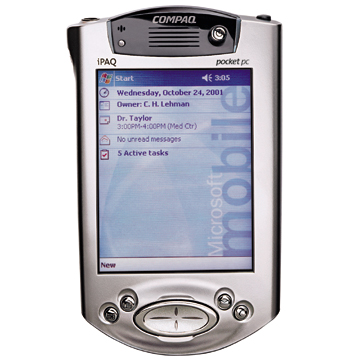 COMPAQ
iPAQ pocket pc
Start 3:05
Wednesday, October 24, 2001
Owner: C. H. Lehman
Dr. Taylor
3:00PM-4:00PM (Med Ctr)
No unread messages
5 Active tasks
Microsoft
mobile
New